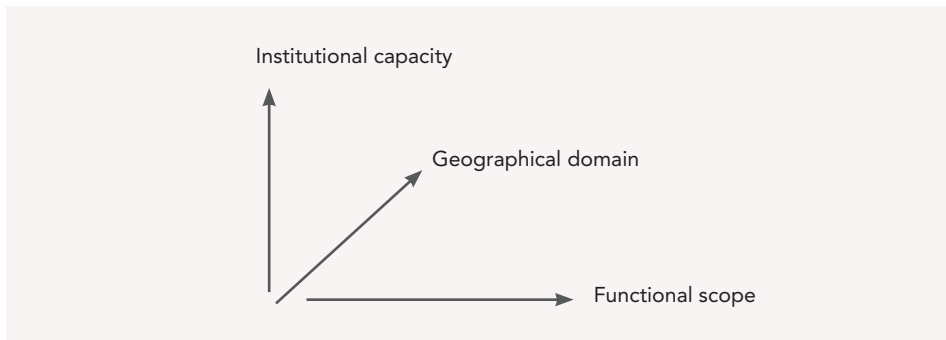 Institutional capacity
Geographical domain
Functional scope